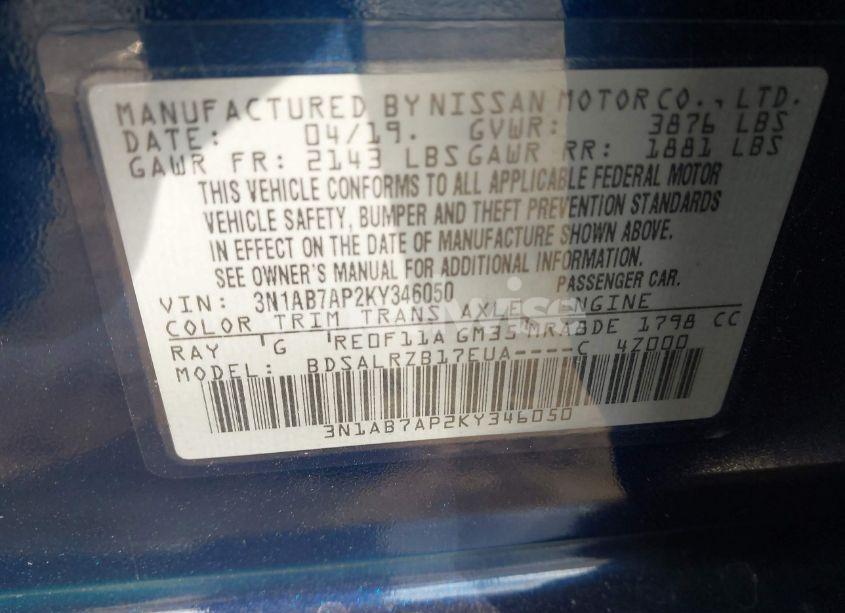 MANUFACTURED BY NISSAN MOTOR CO., LTD.
DATE: 04/19. GVWR: 3876 LBS
GAWR FR: 2143 LBS GAWR RR: 1881 LBS
THIS VEHICLE CONFORMS TO ALL APPLICABLE FEDERAL MOTOR
VEHICLE SAFETY, BUMPER AND THEFT PREVENTION STANDARDS
IN EFFECT ON THE DATE OF MANUFACTURE SHOWN ABOVE.
SEE OWNER'S MANUAL FOR ADDITIONAL INFORMATION.
VIN: 3N1AB7AP2KY346050 PASSENGER CAR.
COLOR TRIM TRANS AXLE ENGINE
RAY 'G 'RE0F11A GM35 MRA8DE 1798 CC
MODEL: BDSALRZB17EUA----C 4Z000
3N1AB7AP2KY346050